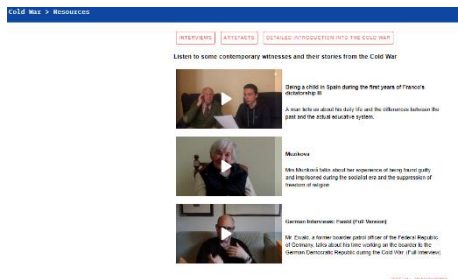 Cold War > Resources
INTERVIEWS ARTEFACTS DETAILED INTRODUCTION INTO THE COLD WAR
Listen to some contemporary witnesses and their stories from the Cold War
Being a child in Spain during the first years of Franco's
dictatorship III
A man tells us about his daily life and the differences between the
past and the actual educative system.
Munkova
Mrs Munková talks about her experience of being found guilty
and imprisoned during the socialist era and the suppression of
freedom of religion.
German Interviews: Ewald (Full Version)
Mr. Ewald, a former boarder patrol officer of the Federal Republic
of Germany, talks about his time working on the boarder to the
German Democratic Republic during the Cold War. (Full interview)